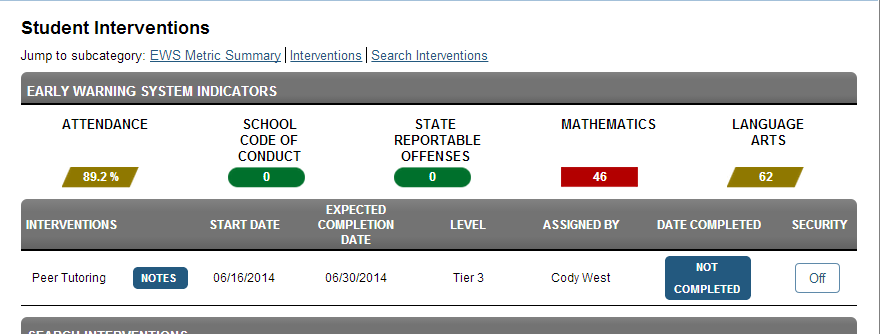 Student Interventions
Jump to subcategory: EWS Metric Summary | Interventions | Search Interventions
EARLY WARNING SYSTEM INDICATORS
ATTENDANCE
89.2 %
SCHOOL
CODE OF
CONDUCT
0
STATE
REPORTABLE
OFFENSES
0
MATHEMATICS
46
LANGUAGE
ARTS
62
INTERVENTIONS
START DATE
EXPECTED
COMPLETION
DATE
LEVEL
ASSIGNED BY
DATE COMPLETED
SECURITY
Peer Tutoring
NOTES
06/16/2014
06/30/2014
Tier 3
Cody West
NOT
COMPLETED
Off
SEARCH INTERVENTIONS